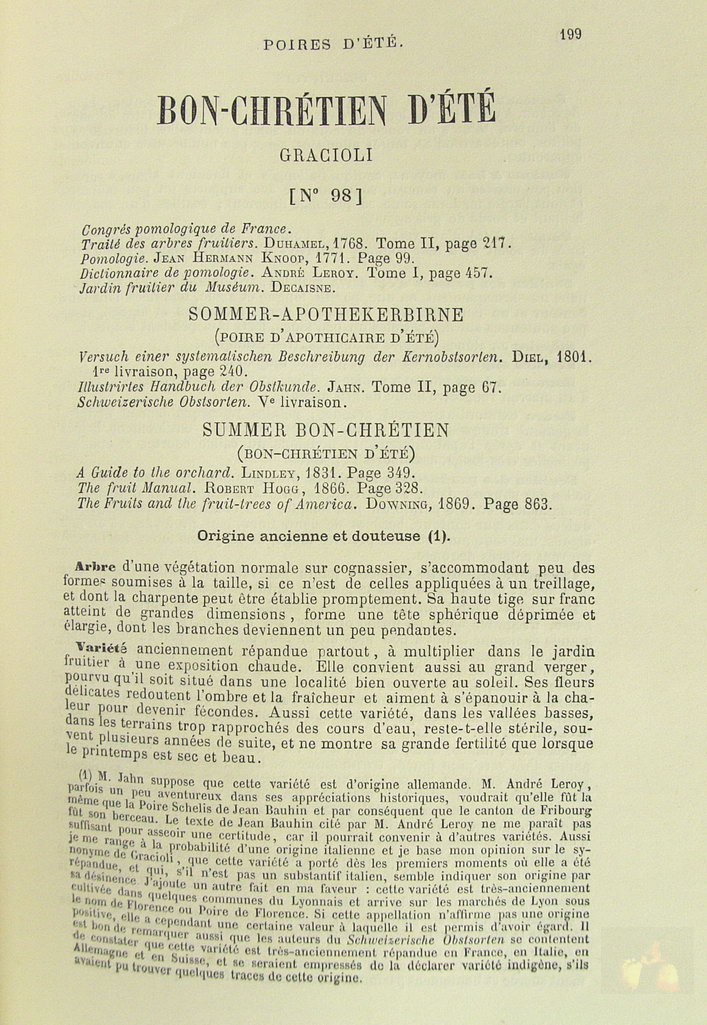 POIRES D'ÉTÉ.
199
BON-CHRÉTIEN D'ÉTÉ
GRACIOLI
[N° 98]
Congrès pomologique de France.
Traité des arbres fruitiers. DUHAMEL, 1768. Tome II, page 217.
Pomologie. JEAN HERMANN KNOOP, 1771. Page 99.
Dictionnaire de pomologie. ANDRÉ LEROY. Tome I, page 457.
Jardin fruitier du Muséum. DECAISNE.
SOMMER-APOTHEKERBIRNE
(POIRE D'APOTHICAIRE D'ÉTÉ)
Versuch einer systematischen Beschreibung der Kernobstsorten. DIEL, 1801.
1re livraison, page 240.
Illustrirtes Handbuch der Obstkunde. JAHN. Tome II, page 67.
Schweizerische Obstsorten. Ve livraison.
SUMMER BON-CHRÉTIEN
(BON-CHRÉTIEN D'ÉTÉ)
A Guide to the orchard. LINDLEY, 1831. Page 349.
The fruit Manual. ROBERT HOGG, 1866. Page 328.
The Fruits and the fruit-trees of America. DOWNING, 1869. Page 863.
Origine ancienne et douteuse (1).
Arbre d'une végétation normale sur cognassier, s'accommodant peu des
formes soumises à la taille, si ce n'est de celles appliquées à un treillage,
et dont la charpente peut être établie promptement. Sa haute tige sur franc
atteint de grandes dimensions, forme une tête sphérique déprimée et
élargie, dont les branches deviennent un peu pendantes.
Variété anciennement répandue partout, à multiplier dans le jardin
fruitier à une exposition chaude. Elle convient aussi au grand verger,
pourvu qu'il soit situé dans une localité bien ouverte au soleil. Ses fleurs
délicates redoutent l'ombre et la fraîcheur et aiment à s'épanouir à la cha-
leur pour devenir fécondes. Aussi cette variété, dans les vallées basses,
dans les terrains trop rapprochés des cours d'eau, reste-t-elle stérile, sou-
vent plusieurs années de suite, et ne montre sa grande fertilité que lorsque
le printemps est sec et beau.
(1) M. Jahn suppose que cette variété est d'origine allemande. M. André Leroy,
parfois un peu aventureux dans ses appréciations historiques, voudrait qu'elle fût la
même que la Poire Schelis de Jean Bauhin et par conséquent que le canton de Fribourg
fût son berceau. Le texte de Jean Bauhin cité par M. André Leroy ne me paraît pas
suffisant pour asseoir une certitude, car il pourrait convenir à d'autres variétés. Aussi
je me range à la probabilité d'une origine italienne et je base mon opinion sur le sy-
nonyme de Gracioli, que cette variété a porté dès les premiers moments où elle a été
répandue, et qui, s'il n'est pas un substantif italien, semble indiquer son origine par
sa désinence. J'ajoute un autre fait en ma faveur : cette variété est très-anciennement
cultivée dans quelques communes du Lyonnais et arrive sur les marchés de Lyon sous
le nom de Florence ou Poire de Florence. Si cette appellation n'affirme pas une origine
positive, elle a cependant une certaine valeur à laquelle il est permis d'avoir égard. Il
est bon de remarquer aussi que les auteurs du Schweizerische Obstsorten se contentent
de constater que cette variété est très-anciennement répandue en France, en Italie, en
Allemagne et en Suisse, et se seraient empressés de la déclarer variété indigène, s'ils
avaient pu trouver quelques traces de cette origine.